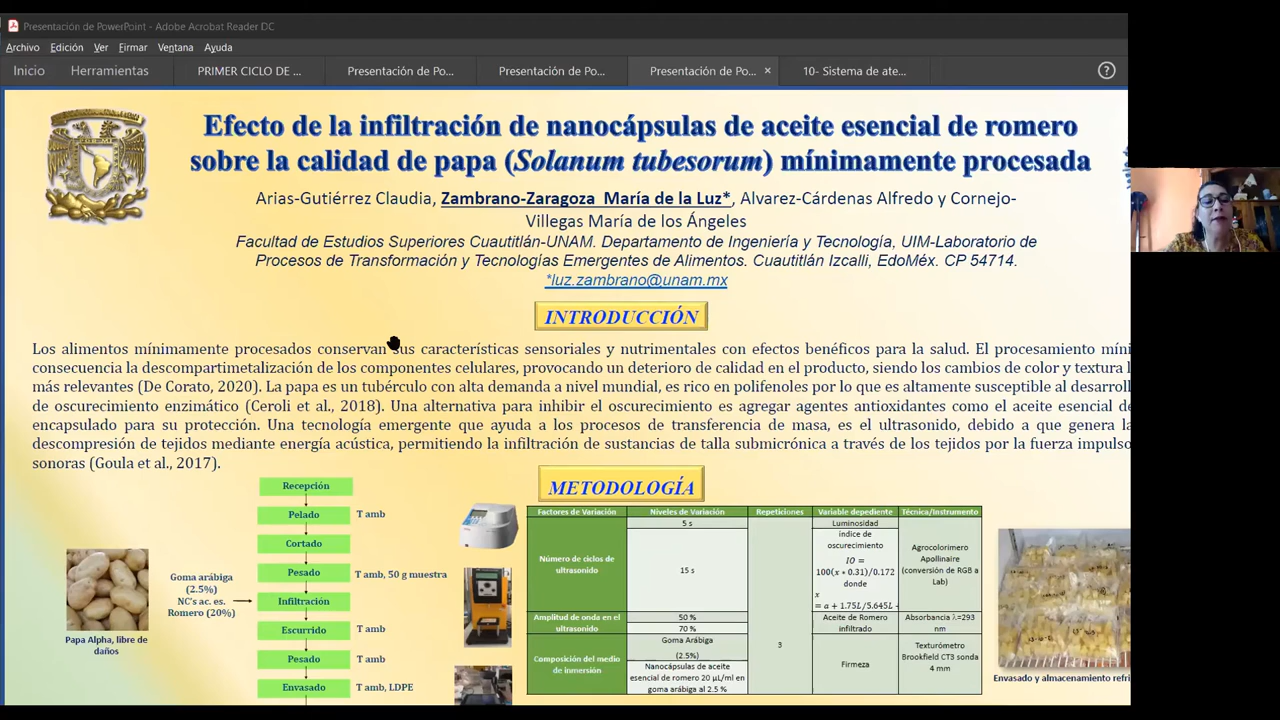 Presentación de PowerPoint - Adobe Acrobat Reader DC
Archivo Edición Ver Firmar Ventana Ayuda
Inicio Herramientas PRIMER CICLO DE ... Presentación de Po... Presentación de Po... Presentación de Po... × 10- Sistema de ate... ?
Efecto de la infiltración de nanocápsulas de aceite esencial de romero
sobre la calidad de papa (Solanum tubesorum) mínimamente procesada
Arias-Gutiérrez Claudia, Zambrano-Zaragoza María de la Luz*, Alvarez-Cárdenas Alfredo y Cornejo-
Villegas María de los Ángeles
Facultad de Estudios Superiores Cuautitlán-UNAM. Departamento de Ingeniería y Tecnología, UIM-Laboratorio de
Procesos de Transformación y Tecnologías Emergentes de Alimentos. Cuautitlán Izcalli, EdoMéx. CP 54714.
*luz.zambrano@unam.mx
INTRODUCCIÓN
Los alimentos mínimamente procesados conservan sus características sensoriales y nutrimentales con efectos benéficos para la salud. El procesamiento míni
consecuencia la descompartimetalización de los componentes celulares, provocando un deterioro de calidad en el producto, siendo los cambios de color y textura l
más relevantes (De Corato, 2020). La papa es un tubérculo con alta demanda a nivel mundial, es rico en polifenoles por lo que es altamente susceptible al desarroll
de oscurecimiento enzimático (Ceroli et al., 2018). Una alternativa para inhibir el oscurecimiento es agregar agentes antioxidantes como el aceite esencial de
encapsulado para su protección. Una tecnología emergente que ayuda a los procesos de transferencia de masa, es el ultrasonido, debido a que genera la
descompresión de tejidos mediante energía acústica, permitiendo la infiltración de sustancias de talla submicrónica a través de los tejidos por la fuerza impulso
sonoras (Goula et al., 2017).
METODOLOGÍA
Recepción
Pelado T amb
Cortado
Pesado T amb, 50 g muestra
Goma arábiga
(2.5%)
NC's ac. es.
Romero (20%)
Infiltración
Escurrido T amb
Pesado T amb
Envasado T amb, LDPE
Papa Alpha, libre de
daños
Factores de Variación Niveles de Variación Repeticiones Variable depediente Técnica/Instrumento
Número de ciclos de
ultrasonido
5 s
15 s
Amplitud de onda en el
ultrasonido
50 %
70 %
Composición del medio
de inmersión
Goma Arábiga
(2.5%)
Nanocápsulas de aceite
esencial de romero 20 µL/ml en
goma arábiga al 2.5 %
3
Luminosidad
índice de
oscurecimiento
IO =
100(x * 0.31)/0.172
donde
x
= a + 1.75L/5.645L
Aceite de Romero
infiltrado
Firmeza
Agrocolorimero
Apollinaire
(conversión de RGB a
Lab)
Absorbancia λ=293
nm
Texturómetro
Brookfield CT3 sonda
4 mm
Envasado y almacenamiento refri